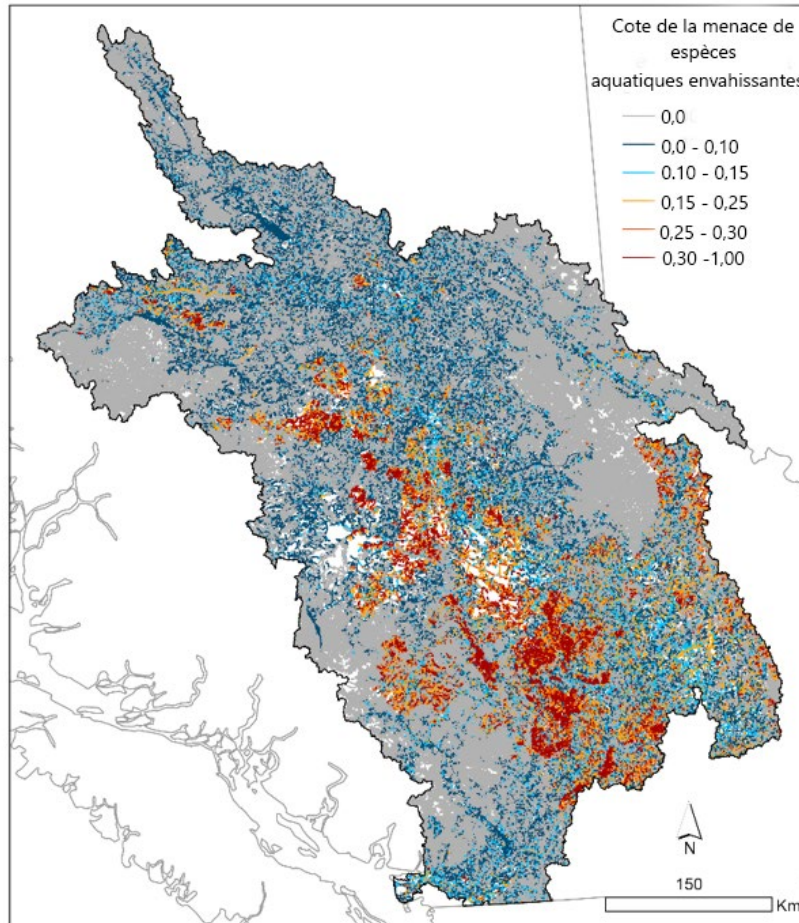 Cote de la menace de
espèces
aquatiques envahissantes
0,0
0,0 - 0,10
0.10 - 0,15
0,15 - 0,25
0,25 - 0,30
0,30 -1,00
N
150
Km